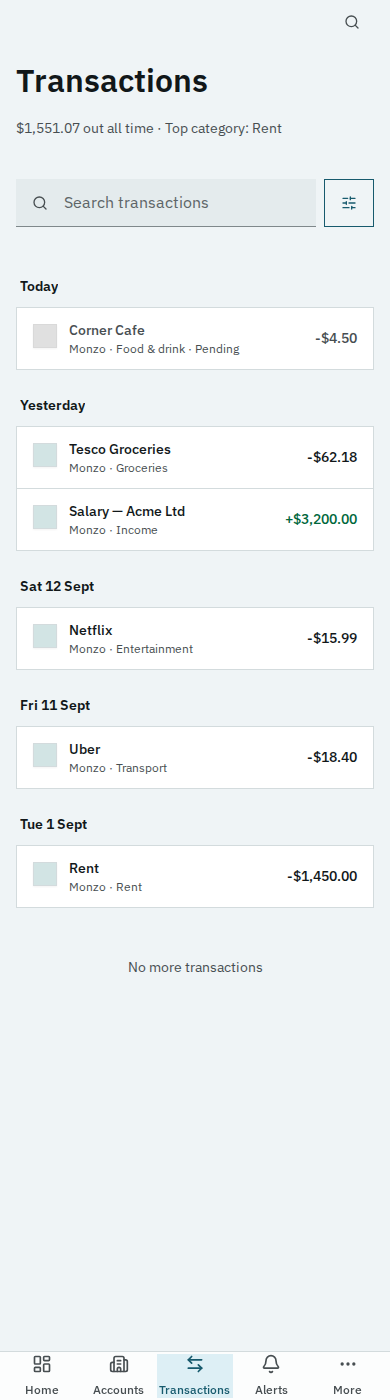 Transactions
$1,551.07 out all time · Top category: Rent
Search transactions
Today
Corner Cafe
Monzo · Food & drink · Pending
-$4.50
Yesterday
Tesco Groceries
Monzo · Groceries
-$62.18
Salary — Acme Ltd
Monzo · Income
+$3,200.00
Sat 12 Sept
Netflix
Monzo · Entertainment
-$15.99
Fri 11 Sept
Uber
Monzo · Transport
-$18.40
Tue 1 Sept
Rent
Monzo · Rent
-$1,450.00
No more transactions
Home
Accounts
Transactions
Alerts
More